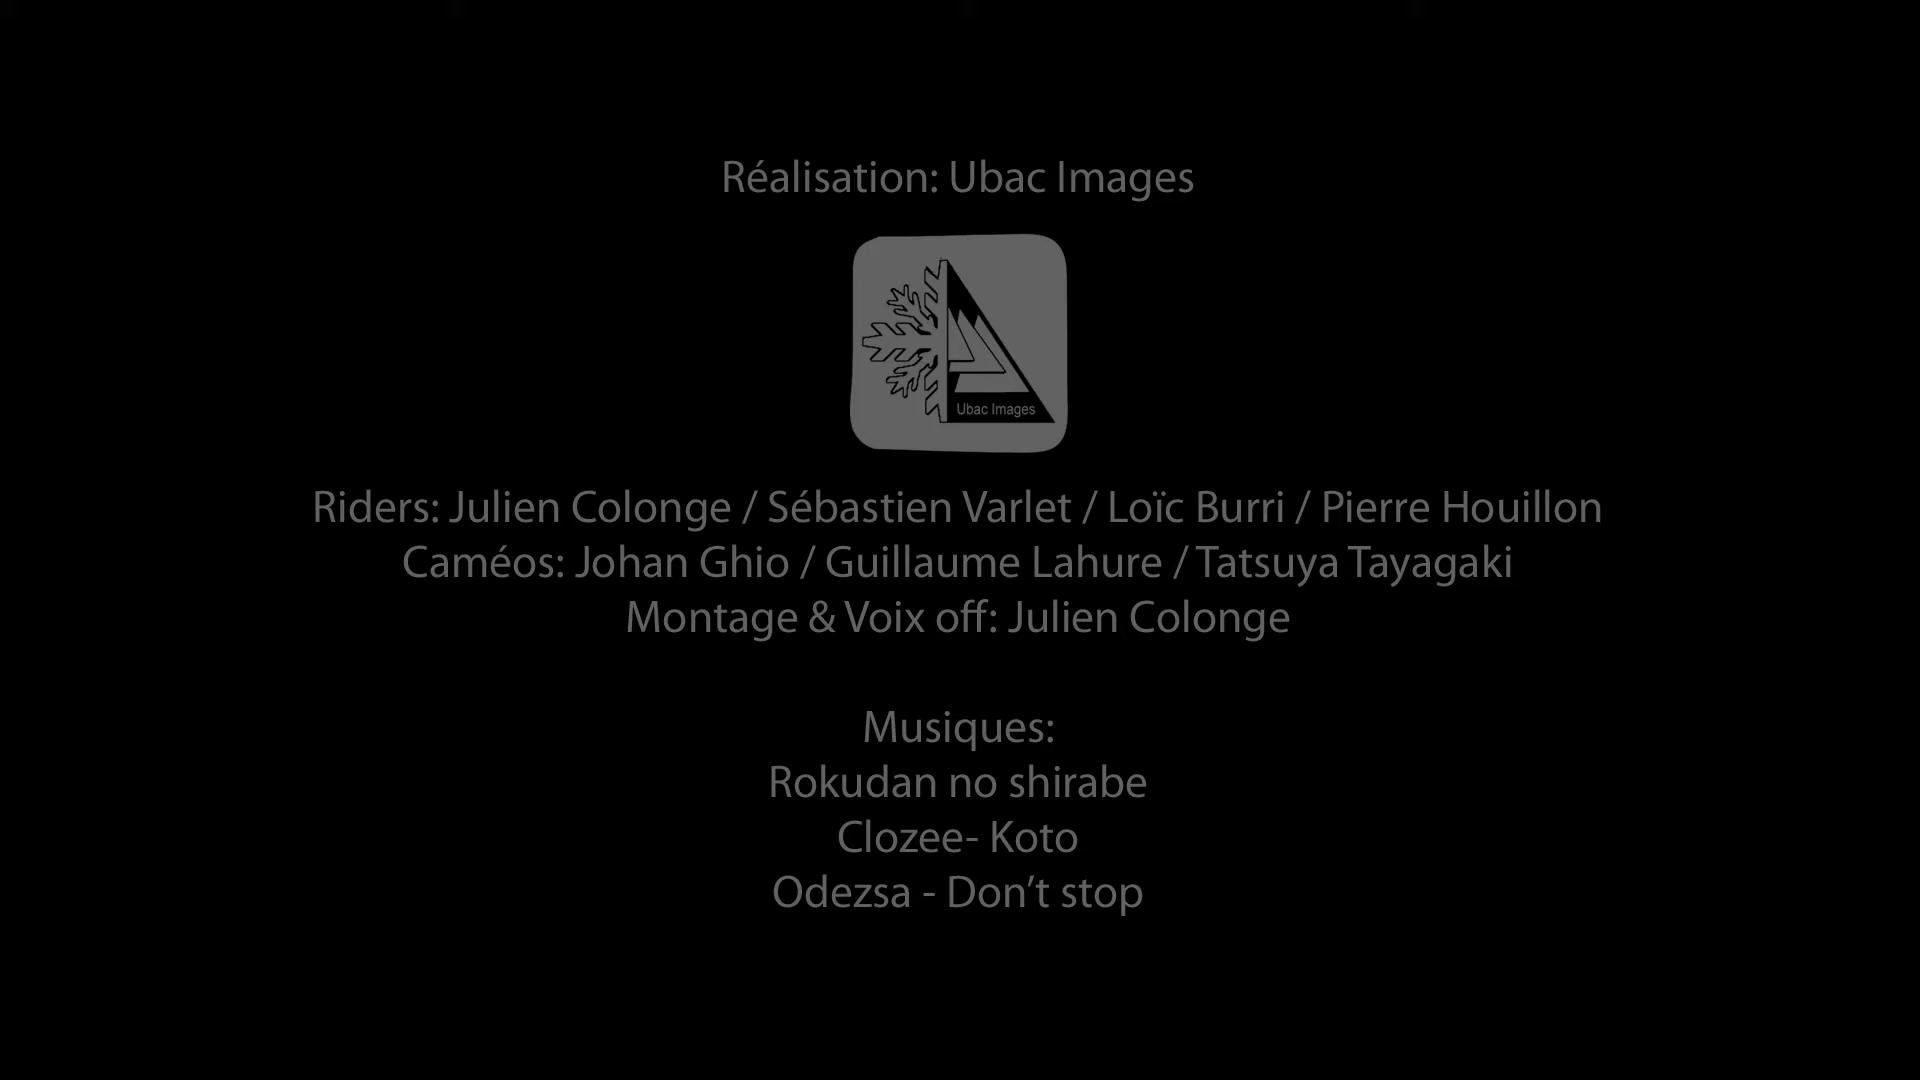 Réalisation: Ubac Images
Ubac Images
Riders: Julien Colonge / Sébastien Varlet / Loïc Burri / Pierre Houillon
Caméos: Johan Ghio / Guillaume Lahure / Tatsuya Tayagaki
Montage & Voix off: Julien Colonge
Musiques:
Rokudan no shirabe
Clozee- Koto
Odezsa - Don’t stop